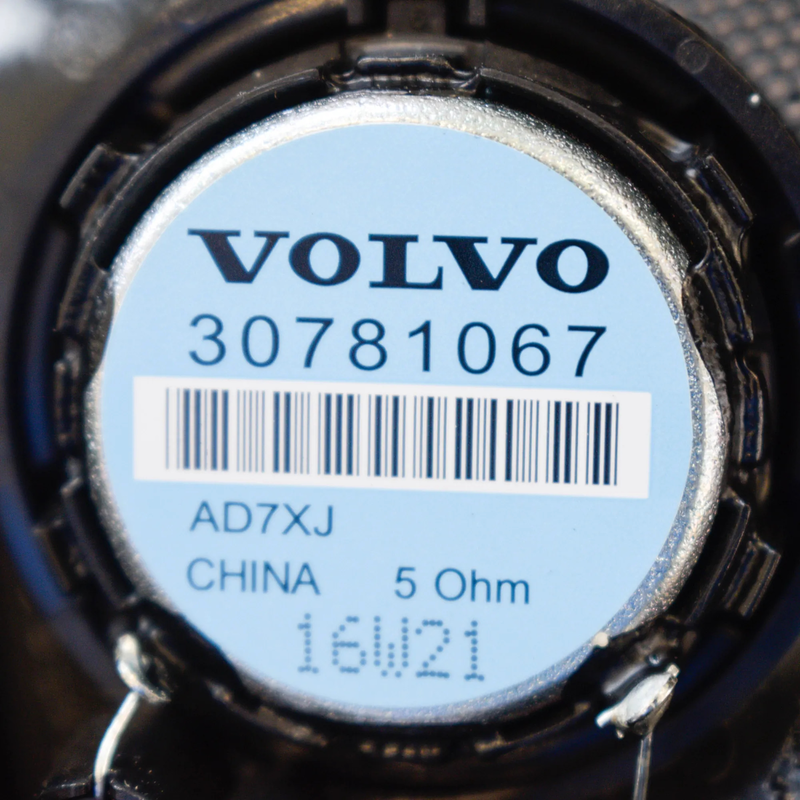 VOLVO
30781067
AD7XJ
CHINA 5 Ohm
16W21